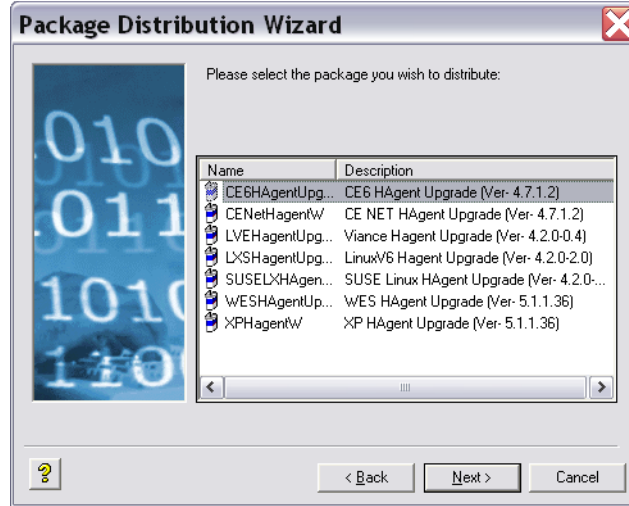 Package Distribution Wizard
Please select the package you wish to distribute:
Name Description
CE6HAgentUpg... CE6 HAgent Upgrade (Ver- 4.7.1.2)
CENetHagentW CE NET HAgent Upgrade (Ver- 4.7.1.2)
LVEHagentUpg... Viance Hagent Upgrade (Ver- 4.2.0-0.4)
LXSHagentUpg... LinuxV6 Hagent Upgrade (Ver- 4.2.0-2.0)
SUSELXHAgen... SUSE Linux HAgent Upgrade (Ver- 4.2.0-...
WESHAgentUp... WES HAgent Upgrade (Ver- 5.1.1.36)
XPHagentW XP HAgent Upgrade (Ver- 5.1.1.36)
010
011
1010
1100
< Back Next > Cancel